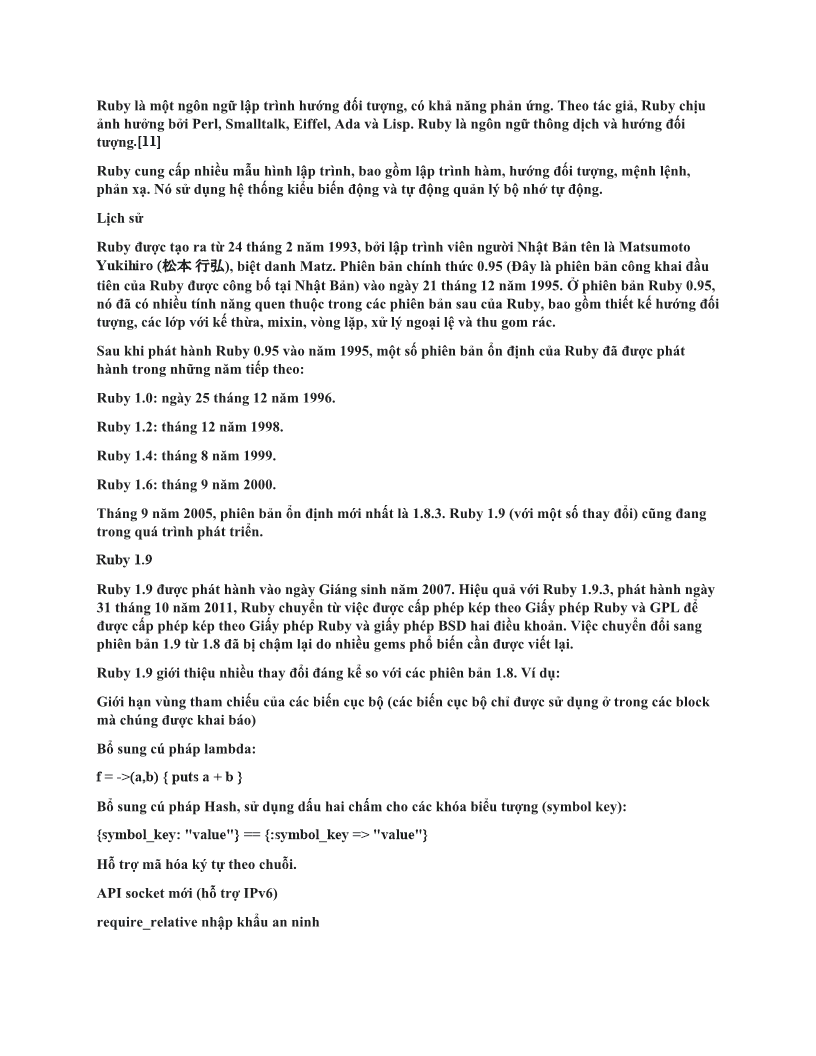 Ruby là một ngôn ngữ lập trình hướng đối tượng, có khả năng phản ứng. Theo tác giả, Ruby chịu
ảnh hưởng bởi Perl, Smalltalk, Eiffel, Ada và Lisp. Ruby là ngôn ngữ thông dịch và hướng đối
tượng.[11]
Ruby cung cấp nhiều mẫu hình lập trình, bao gồm lập trình hàm, hướng đối tượng, mệnh lệnh,
phản xạ. Nó sử dụng hệ thống kiểu biến động và tự động quản lý bộ nhớ tự động.
Lịch sử
Ruby được tạo ra từ 24 tháng 2 năm 1993, bởi lập trình viên người Nhật Bản tên là Matsumoto
Yukihiro (松本 行弘), biệt danh Matz. Phiên bản chính thức 0.95 (Đây là phiên bản công khai đầu
tiên của Ruby được công bố tại Nhật Bản) vào ngày 21 tháng 12 năm 1995. Ở phiên bản Ruby 0.95,
nó đã có nhiều tính năng quen thuộc trong các phiên bản sau của Ruby, bao gồm thiết kế hướng đối
tượng, các lớp với kế thừa, mixin, vòng lặp, xử lý ngoại lệ và thu gom rác.
Sau khi phát hành Ruby 0.95 vào năm 1995, một số phiên bản ổn định của Ruby đã được phát
hành trong những năm tiếp theo:
Ruby 1.0: ngày 25 tháng 12 năm 1996.
Ruby 1.2: tháng 12 năm 1998.
Ruby 1.4: tháng 8 năm 1999.
Ruby 1.6: tháng 9 năm 2000.
Tháng 9 năm 2005, phiên bản ổn định mới nhất là 1.8.3. Ruby 1.9 (với một số thay đổi) cũng đang
trong quá trình phát triển.
Ruby 1.9
Ruby 1.9 được phát hành vào ngày Giáng sinh năm 2007. Hiệu quả với Ruby 1.9.3, phát hành ngày
31 tháng 10 năm 2011, Ruby chuyển từ việc được cấp phép kép theo Giấy phép Ruby và GPL để
được cấp phép kép theo Giấy phép Ruby và giấy phép BSD hai điều khoản. Việc chuyển đổi sang
phiên bản 1.9 từ 1.8 đã bị chậm lại do nhiều gems phổ biến cần được viết lại.
Ruby 1.9 giới thiệu nhiều thay đổi đáng kể so với các phiên bản 1.8. Ví dụ:
Giới hạn vùng tham chiếu của các biến cục bộ (các biến cục bộ chỉ được sử dụng ở trong các block
mà chúng được khai báo)
Bổ sung cú pháp lambda:
f = ->(a,b) { puts a + b }
Bổ sung cú pháp Hash, sử dụng dấu hai chấm cho các khóa biểu tượng (symbol key):
{symbol_key: "value"} == {:symbol_key => "value"}
Hỗ trợ mã hóa ký tự theo chuỗi.
API socket mới (hỗ trợ IPv6)
require_relative nhập khẩu an ninh